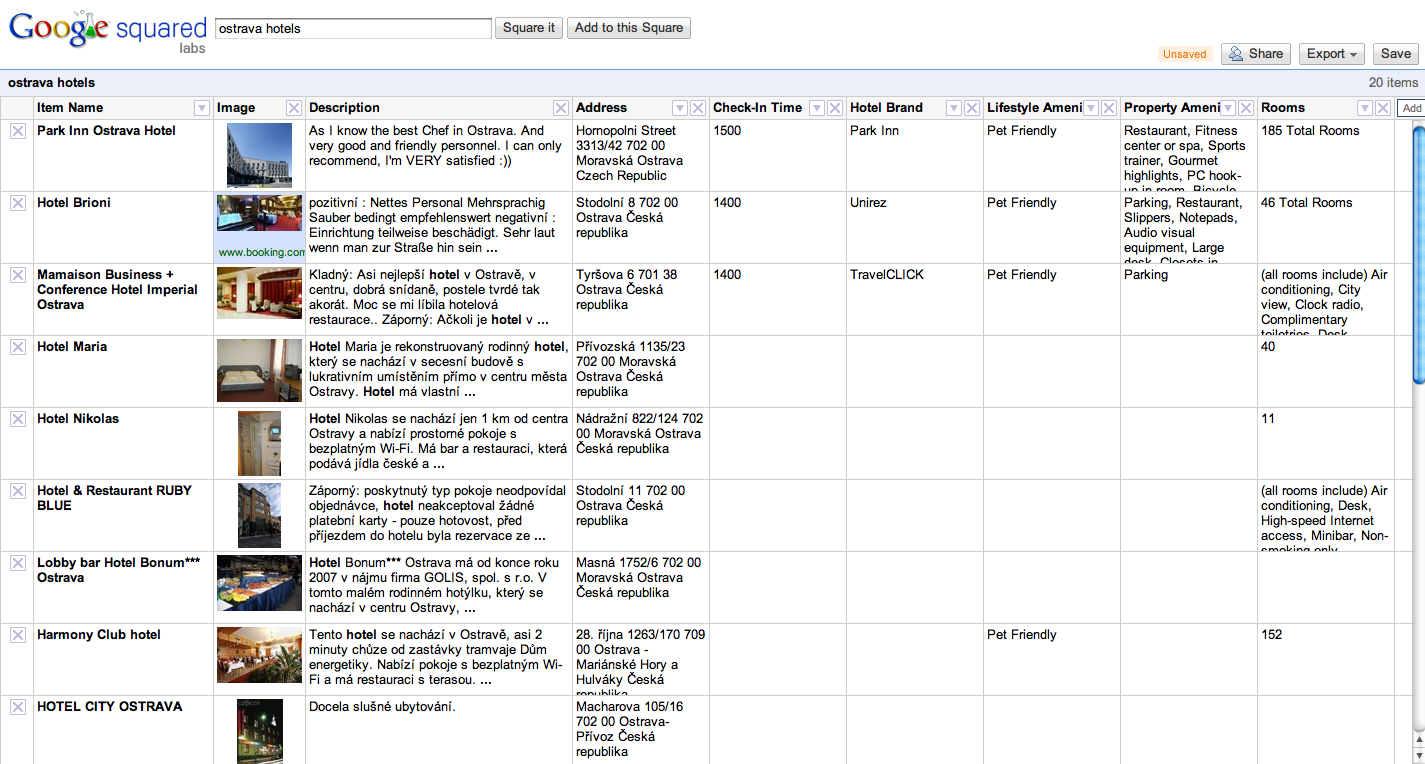 Google squared
labs
ostrava hotels
Square it
Add to this Square
Unsaved
Share
Export
Save
ostrava hotels
20 items
Item Name
Image
Description
Address
Check-In Time
Hotel Brand
Lifestyle Ameni
Property Ameni
Rooms
Add
Park Inn Ostrava Hotel
As I know the best Chef in Ostrava. And
very good and friendly personnel. I can only
recommend, I'm VERY satisfied :))
Hornopolni Street
3313/42 702 00
Moravská Ostrava
Czech Republic
1500
Park Inn
Pet Friendly
Restaurant, Fitness
center or spa, Sports
trainer, Gourmet
highlights, PC hook-
up in room, Bicycle
185 Total Rooms
Hotel Brioni
www.booking.com
pozitivní : Nettes Personal Mehrsprachig
Sauber bedingt empfehlenswert negativní :
Einrichtung teilweise beschädigt. Sehr laut
wenn man zur Straße hin sein ...
Stodolní 8 702 00
Ostrava Česká
republika
1400
Unirez
Pet Friendly
Parking, Restaurant,
Slippers, Notepads,
Audio visual
equipment, Large
desk, Closets in
46 Total Rooms
Mamaison Business +
Conference Hotel Imperial
Ostrava
Kladný: Asi nejlepší hotel v Ostravě, v
centru, dobrá snídaně, postele tvrdé tak
akorát. Moc se mi líbila hotelová
restaurace.. Záporný: Ačkoli je hotel v ...
Tyršova 6 701 38
Ostrava Česká
republika
1400
TravelCLICK
Pet Friendly
Parking
(all rooms include) Air
conditioning, City
view, Clock radio,
Complimentary
toiletries, Desk
Hotel Maria
Hotel Maria je rekonstruovaný rodinný hotel,
který se nachází v secesní budově s
lukrativním umístěním přímo v centru města
Ostravy. Hotel má vlastní ...
Přívozská 1135/23
702 00 Moravská
Ostrava Česká
republika
40
Hotel Nikolas
Hotel Nikolas se nachází jen 1 km od centra
Ostravy a nabízí prostorné pokoje s
bezplatným Wi-Fi. Má bar a restauraci, která
podává jídla české a ...
Nádražní 822/124 702
00 Moravská Ostrava
Česká republika
11
Hotel & Restaurant RUBY
BLUE
Záporný: poskytnutý typ pokoje neodpovídal
objednávce, hotel neakceptoval žádné
platební karty - pouze hotovost, před
příjezdem do hotelu byla rezervace ze ...
Stodolní 11 702 00
Ostrava Česká
republika
(all rooms include) Air
conditioning, Desk,
High-speed Internet
access, Minibar, Non-
smoking only
Lobby bar Hotel Bonum***
Ostrava
Hotel Bonum*** Ostrava má od konce roku
2007 v nájmu firma GOLIS, spol. s r.o. V
tomto malém rodinném hotýlku, který se
nachází v centru Ostravy, ...
Masná 1752/6 702 00
Moravská Ostrava
Česká republika
Harmony Club hotel
Tento hotel se nachází v Ostravě, asi 2
minuty chůze od zastávky tramvaje Dům
energetiky. Nabízí pokoje s bezplatným Wi-
Fi a má restauraci s terasou. ...
28. října 1263/170 709
00 Ostrava -
Mariánské Hory a
Hulváky Česká
republika
Pet Friendly
152
HOTEL CITY OSTRAVA
Docela slušné ubytování.
Macharova 105/16
702 00 Ostrava-
Přívoz Česká
republika